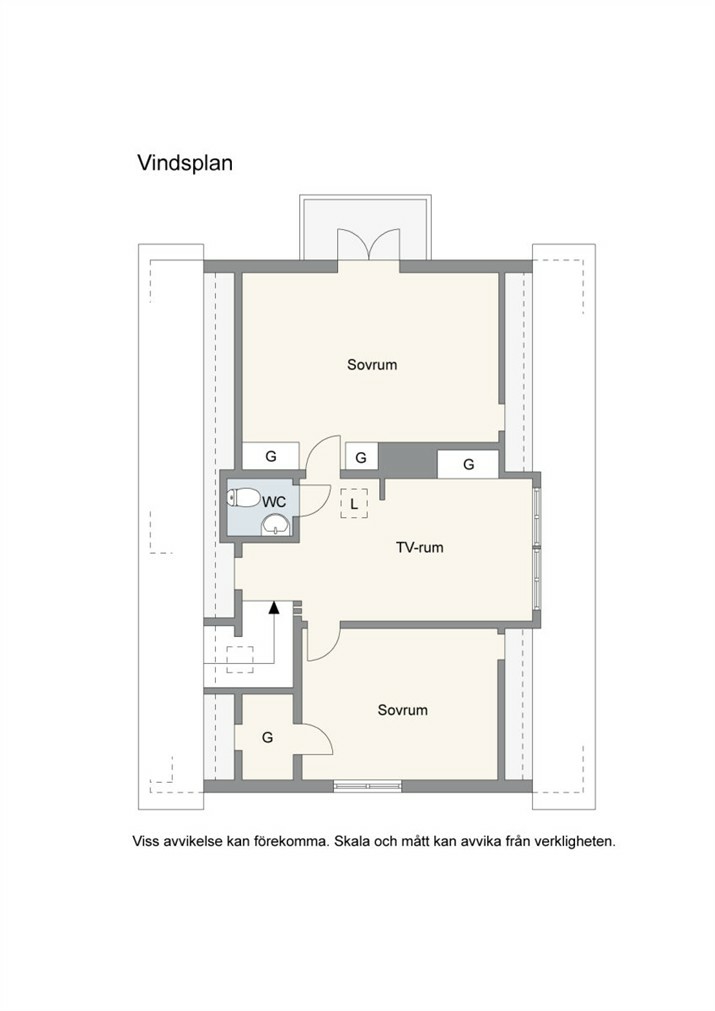 Vindsplan
Sovrum
G
G
G
WC
L
TV-rum
Sovrum
G
Viss avvikelse kan förekomma. Skala och mått kan avvika från verkligheten.